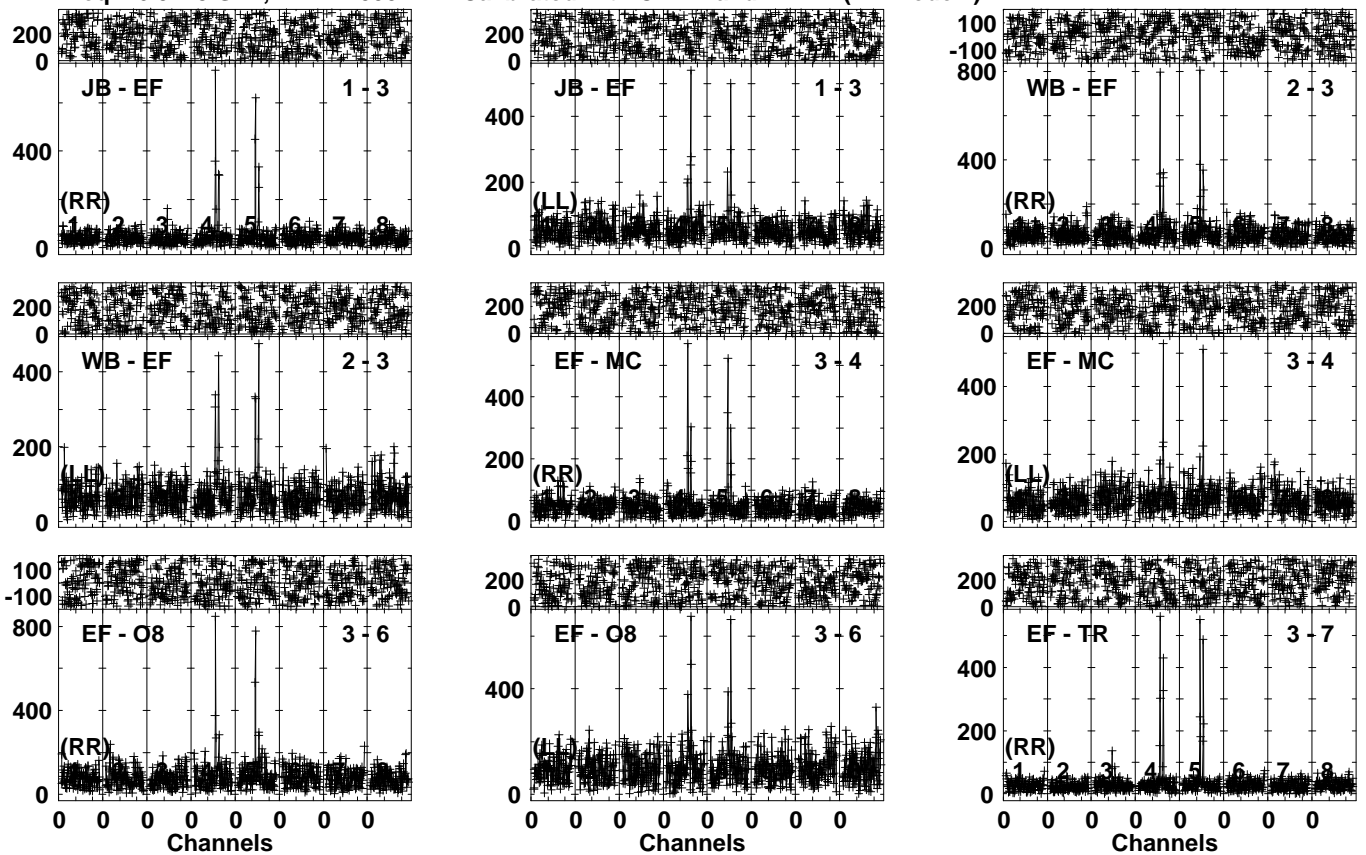 200
0
JB - EF 1 - 3
400
(RR)
1 2 3 4 5 6 7 8
0
200
0
JB - EF 1 - 3
400
200
(LL)
0
100
-100
WB - EF 2 - 3
800
400
(RR)
0
200
0
WB - EF 2 - 3
400
200
(LL)
0
200
0
EF - MC 3 - 4
400
200
(RR)
0
200
0
EF - MC 3 - 4
400
200
(LL)
0
100
-100
EF - O8 3 - 6
800
400
(RR)
0
0 0 0 0 0 0 0 0
Channels
200
0
EF - O8 3 - 6
400
(LL)
0
0 0 0 0 0 0 0 0
Channels
200
0
EF - TR 3 - 7
400
200
(RR)
1 2 3 4 5 6 7 8
0
0 0 0 0 0 0 0 0
Channels